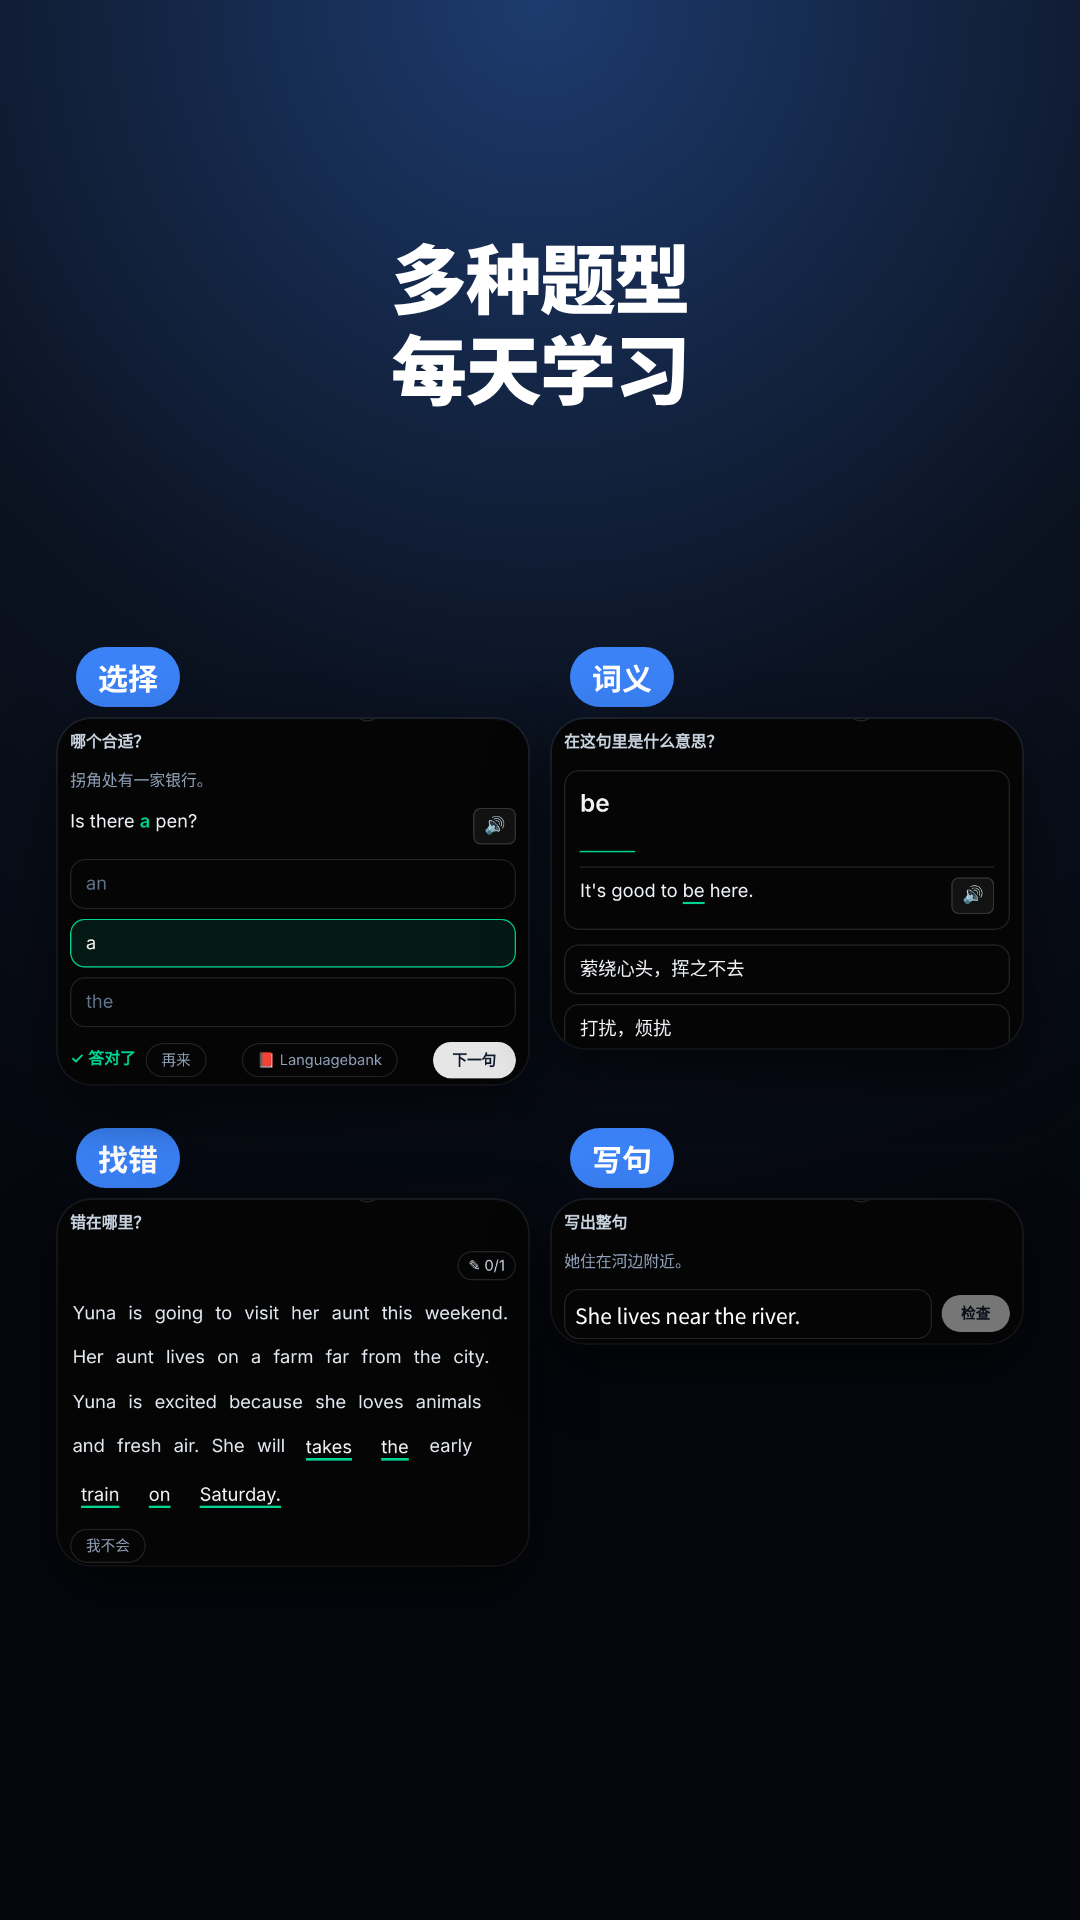 多种题型
每天学习
选择
哪个合适?
拐角处有一家银行。
Is there a pen?
an
a
the
✓ 答对了
再来
Languagebank
下一句
词义
在这句里是什么意思?
be
It's good to be here.
萦绕心头，挥之不去
打扰，烦扰
找错
错在哪里?
✎ 0/1
Yuna is going to visit her aunt this weekend.
Her aunt lives on a farm far from the city.
Yuna is excited because she loves animals
and fresh air. She will takes the early
train on Saturday.
我不会
写句
写出整句
她住在河边附近。
She lives near the river.
检查